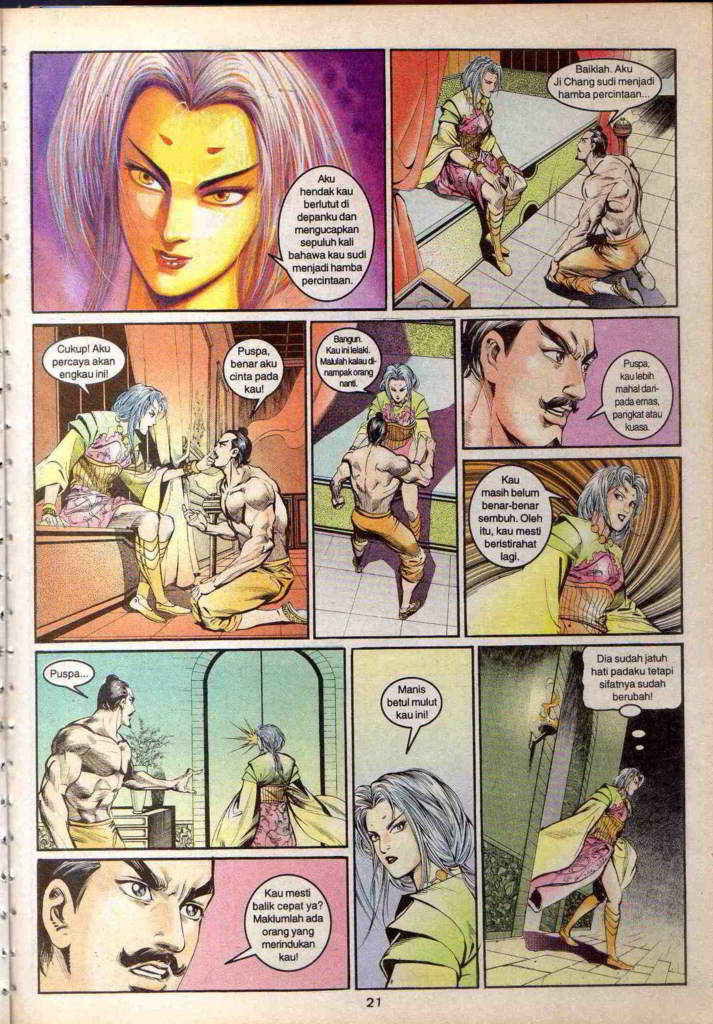 Aku
hendak kau
berlutut di
depanku dan
mengucapkan
sepuluh kali
bahawa kau sudi
menjadi hamba
percintaan.
Baiklah. Aku
Ji Chang sudi menjadi
hamba percintaan...
Cukup! Aku
percaya akan
engkau ini!
Puspa,
benar aku
cinta pada
kau!
Bangun.
Kau ini lelaki.
Malulah kalau di-
nampak orang
nanti.
Puspa,
kau lebih
mahal dari-
pada emas,
pangkat atau
kuasa.
Kau
masih belum
benar-benar
sembuh. Oleh
itu, kau mesti
beristirahat
lagi.
Puspa...
Kau mesti
balik cepat ya?
Maklumlah ada
orang yang
merindukan
kau!
Manis
betul mulut
kau ini!
Dia sudah jatuh
hati padaku tetapi
sifatnya sudah
berubah!
21